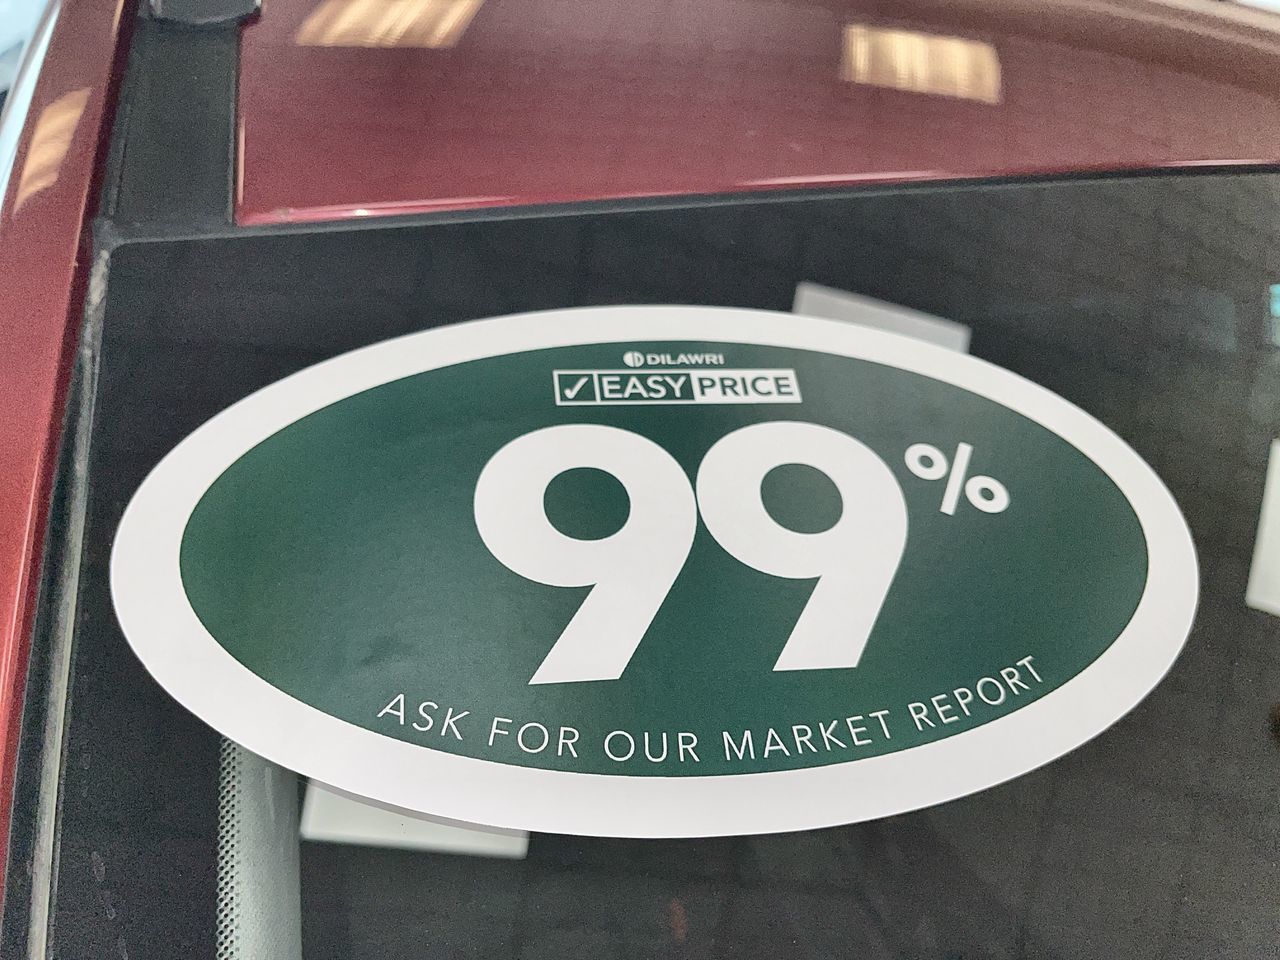 DILAWRI
✓ EASY PRICE
99%
ASK FOR OUR MARKET REPORT